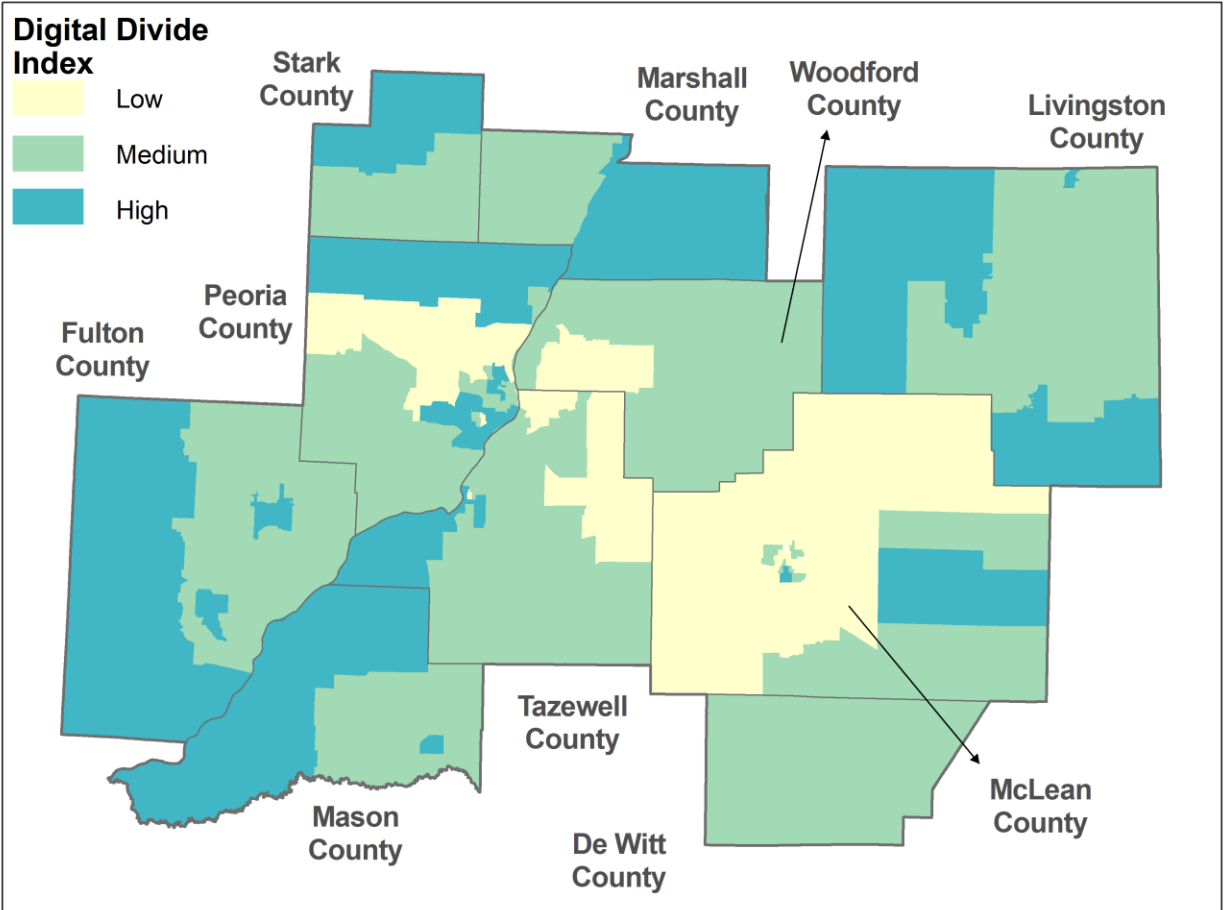 Digital Divide
Index
Low
Medium
High
Stark
County
Marshall
County
Woodford
County
Livingston
County
Peoria
County
Fulton
County
Tazewell
County
McLean
County
Mason
County
De Witt
County